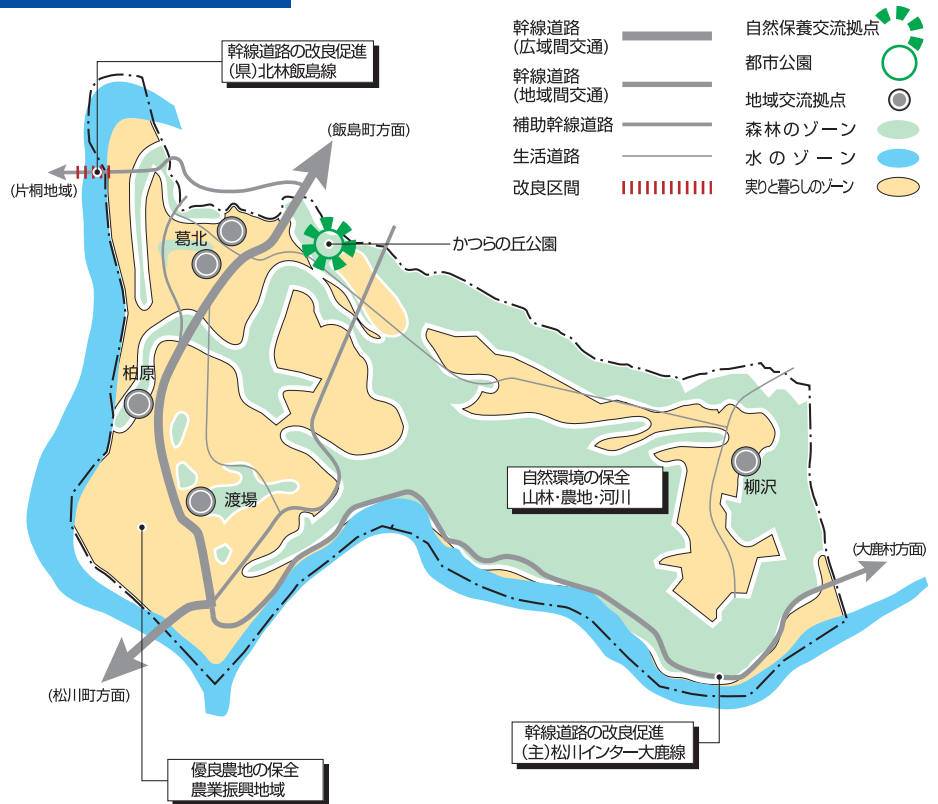 幹線道路
(広域間交通)
幹線道路
(地域間交通)
補助幹線道路
生活道路
改良区間
自然保養交流拠点
都市公園
地域交流拠点
森林のゾーン
水のゾーン
実りと暮らしのゾーン
幹線道路の改良促進
(県)北林飯島線
(飯島町方面)
(片桐地域)
葛北
かつらの丘公園
柏原
渡場
自然環境の保全
山林・農地・河川
柳沢
(大鹿村方面)
(松川町方面)
幹線道路の改良促進
(主)松川インター大鹿線
優良農地の保全
農業振興地域